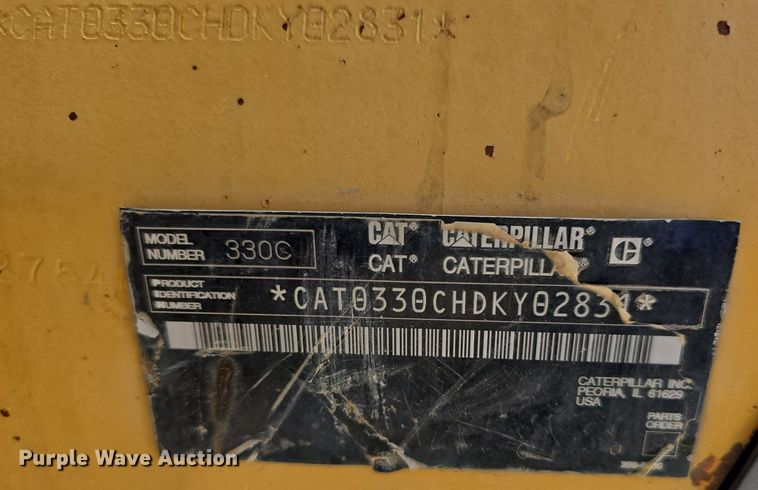 *CAT0330CHDKY02831*
MODEL NUMBER 330C
CAT® CATERPILLAR®
CAT® CATERPILLAR®
PRODUCT IDENTIFICATION NUMBER *CAT0330CHDKY02831*
CATERPILLAR INC.
PEORIA, IL 61629
USA
PARTS
ORDER
Purple Wave Auction